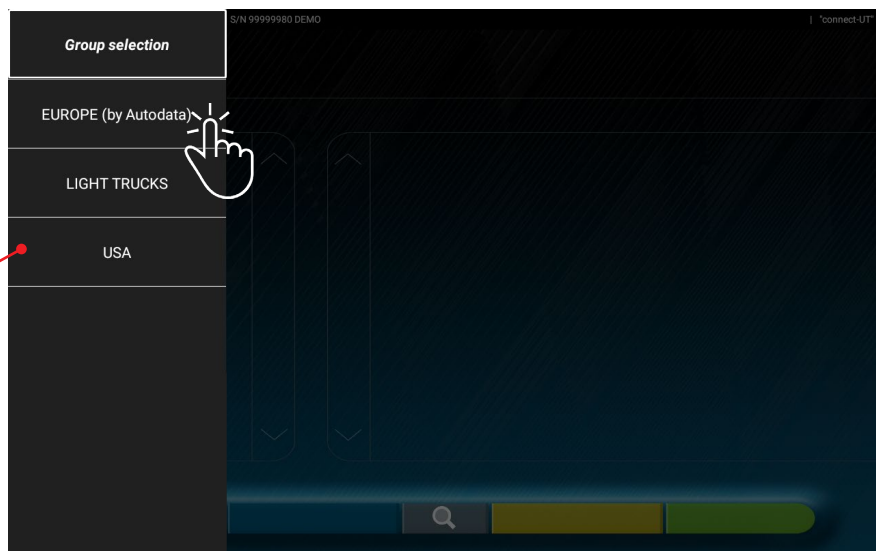 S/N 99999980 DEMO | "connect-UT"
Group selection
EUROPE (by Autodata)
LIGHT TRUCKS
USA